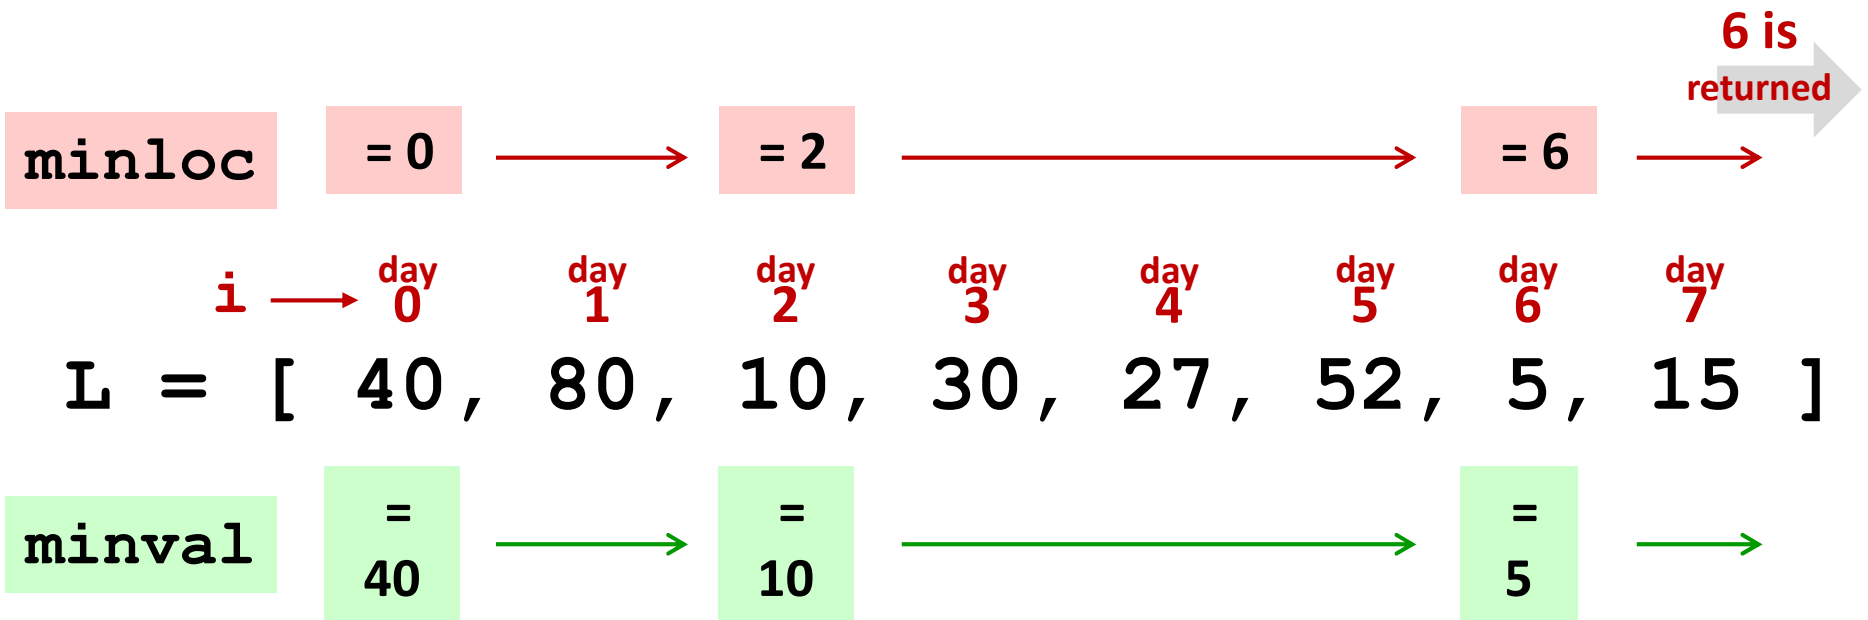 6 is
returned
minloc = 0 = 2 = 6
day day day day day day day day
i 0 1 2 3 4 5 6 7
L = [ 40, 80, 10, 30, 27, 52, 5, 15 ]
= = =
minval 40 10 5